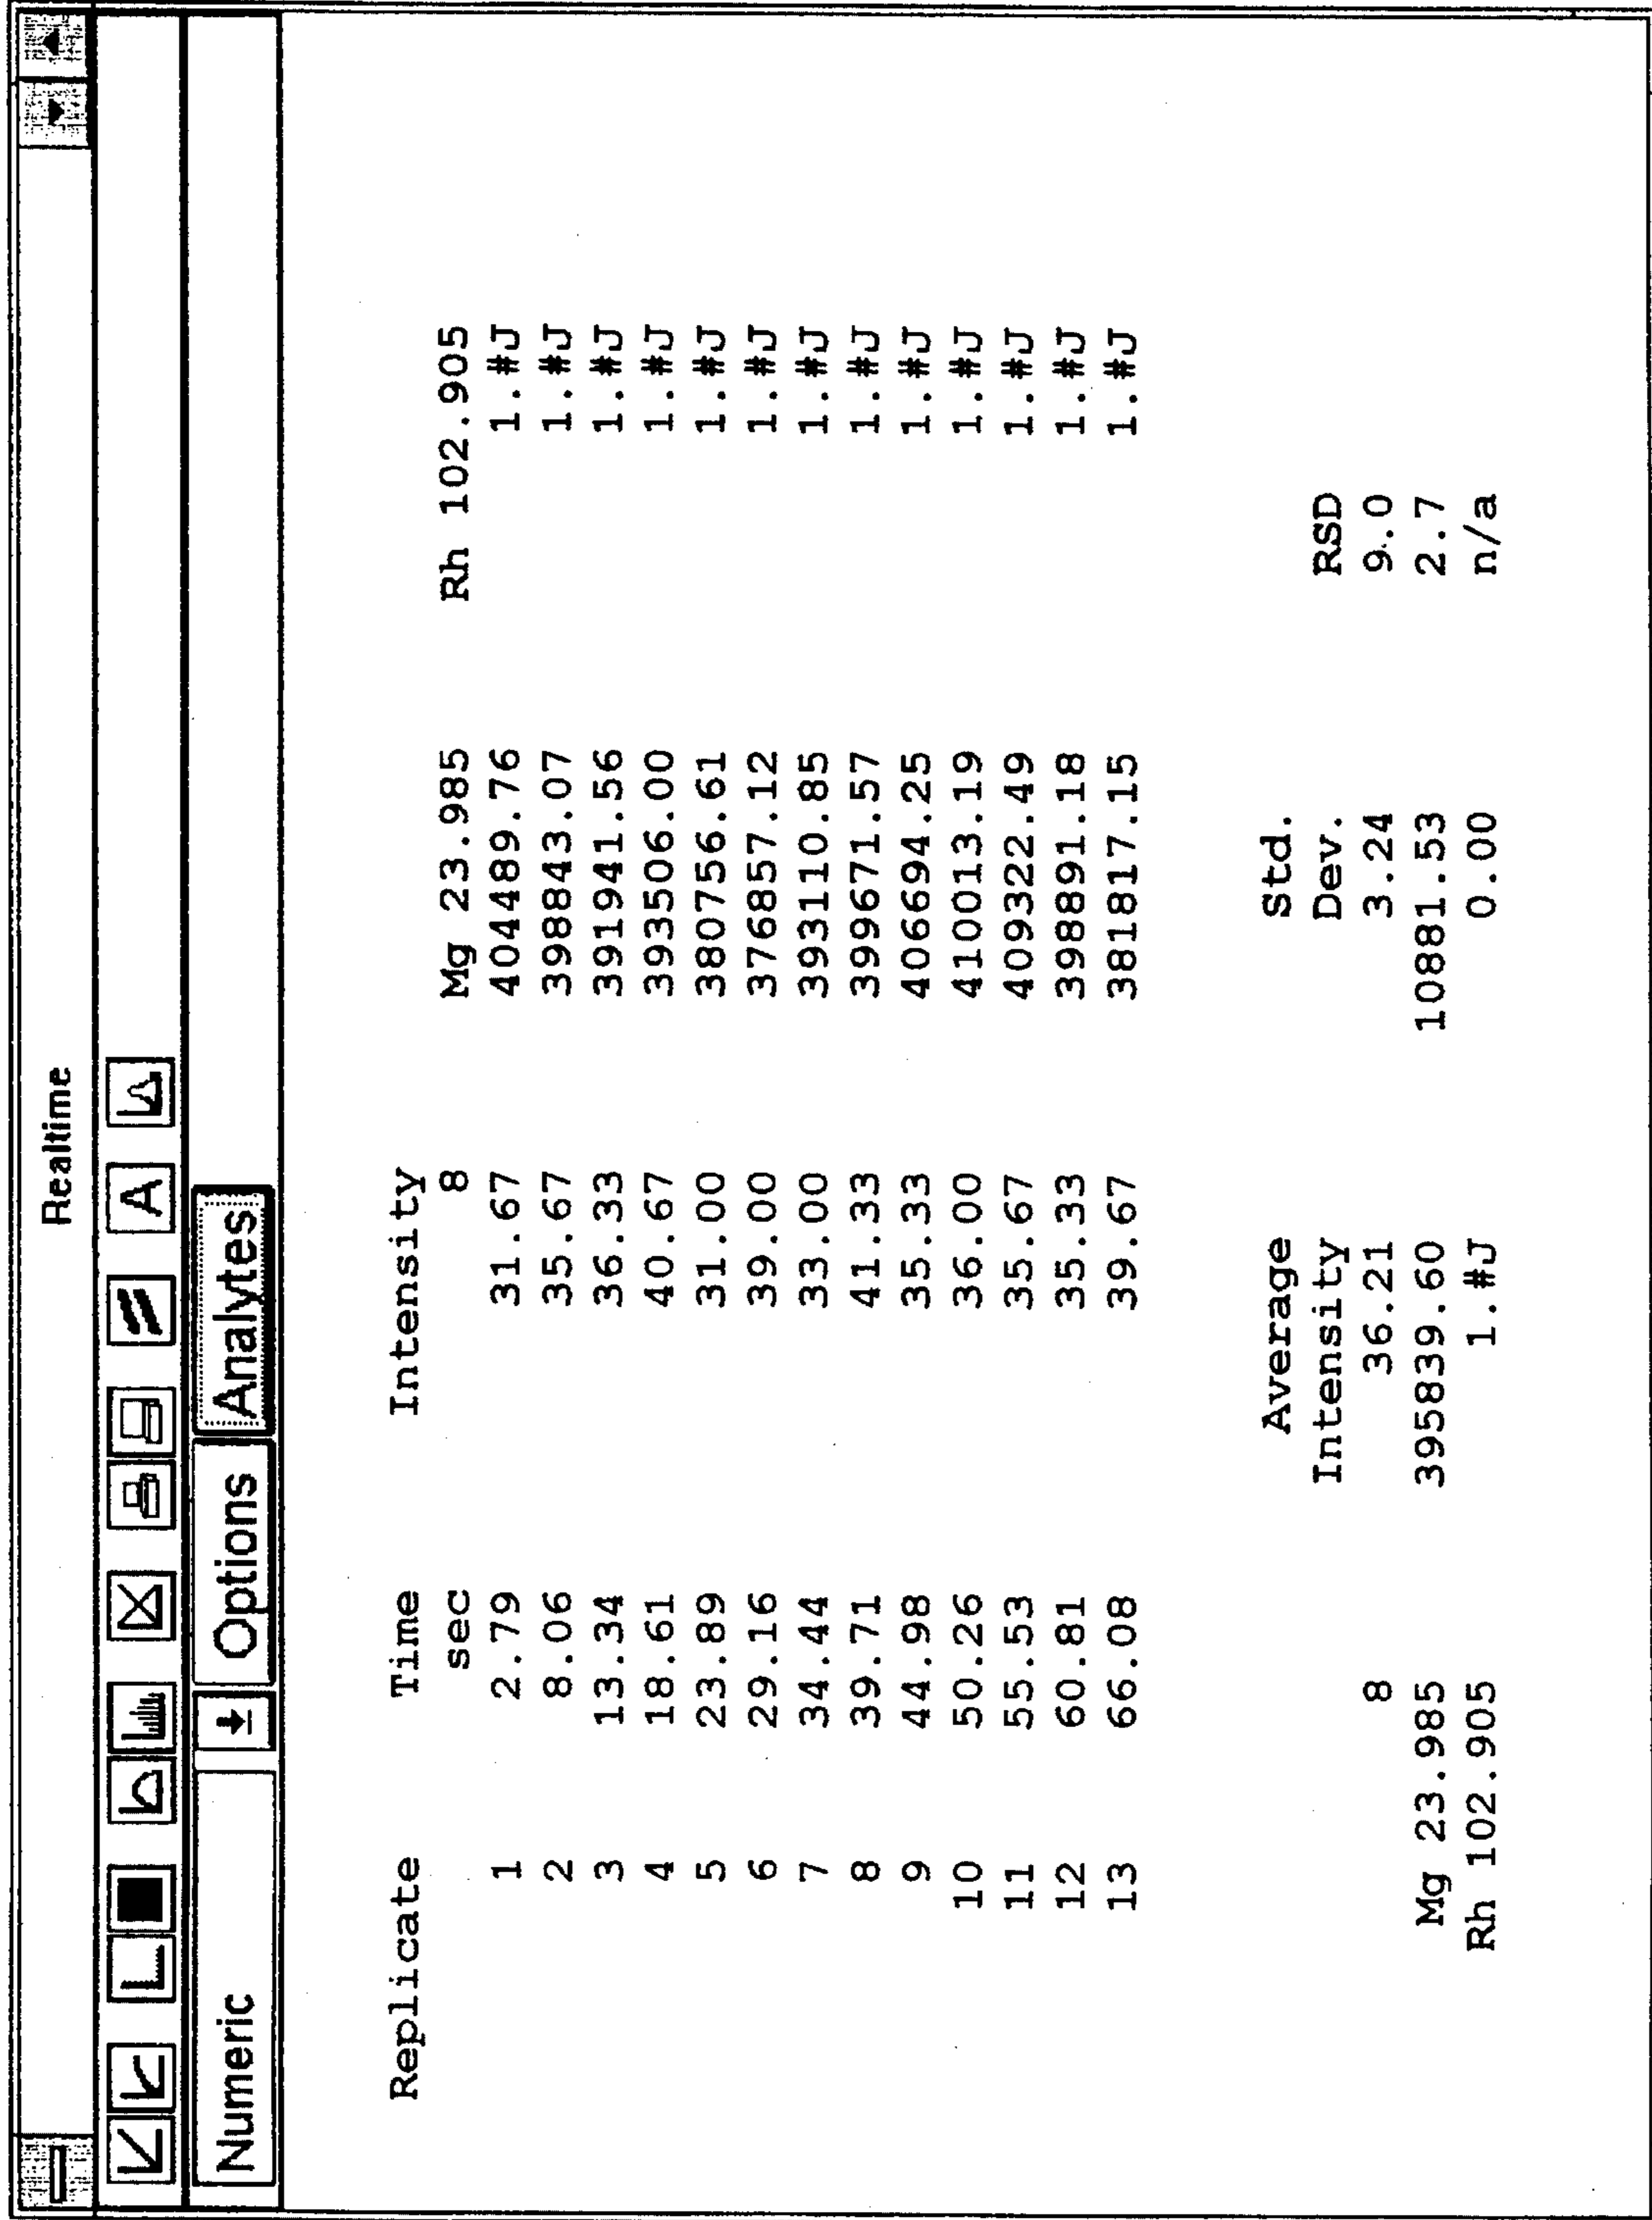 Realtime
A
Numeric Options Analytes
Replicate Time Intensity
sec 8 Mg 23.985 Rh 102.905
1 2.79 31.67 404489.76 1.#J
2 8.06 35.67 398843.07 1.#J
3 13.34 36.33 391941.56 1.#J
4 18.61 40.67 393506.00 1.#J
5 23.89 31.00 380756.61 1.#J
6 29.16 39.00 376857.12 1.#J
7 34.44 33.00 393110.85 1.#J
8 39.71 41.33 399671.57 1.#J
9 44.98 35.33 406694.25 1.#J
10 50.26 36.00 410013.19 1.#J
11 55.53 35.67 409322.49 1.#J
12 60.81 35.33 398891.18 1.#J
13 66.08 39.67 381817.15 1.#J
Average Std.
Intensity Dev. RSD
8 36.21 3.24 9.0
Mg 23.985 395839.60 10881.53 2.7
Rh 102.905 1.#J 0.00 n/a